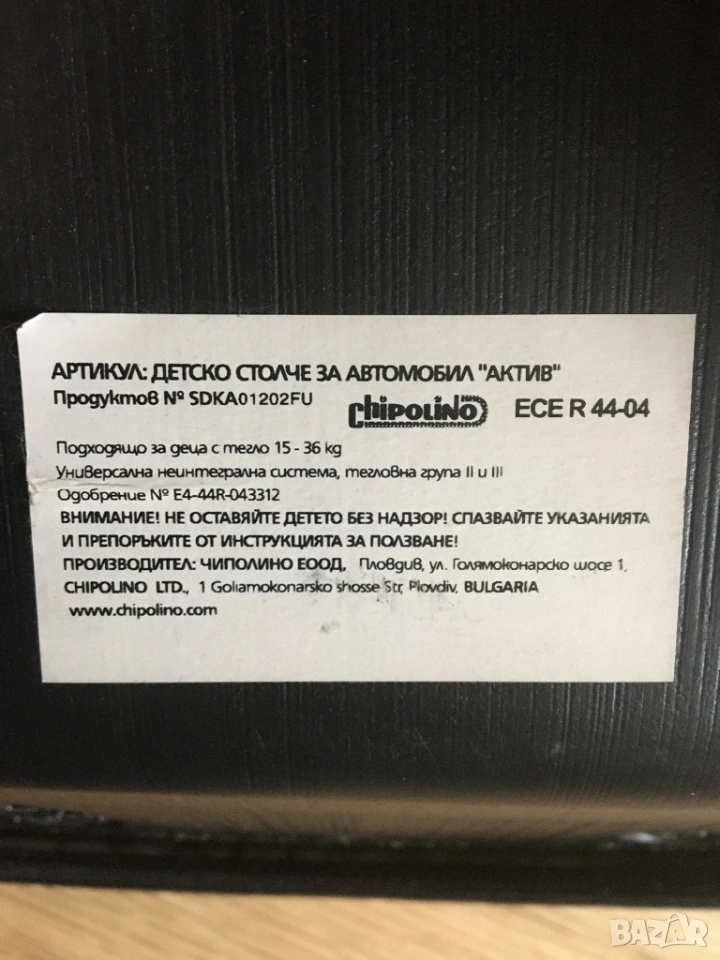 АРТИКУЛ: ДЕТСКО СТОЛЧЕ ЗА АВТОМОБИЛ "АКТИВ"
Продуктов № SDKA01202FU
chipolino ECE R 44-04
Подходящо за деца с тегло 15 - 36 kg
Универсална неинтегрална система, тегловна група II и III
Одобрение № E4-44R-043312
ВНИМАНИЕ! НЕ ОСТАВЯЙТЕ ДЕТЕТО БЕЗ НАДЗОР! СПАЗВАЙТЕ УКАЗАНИЯТА
И ПРЕПОРЪКИТЕ ОТ ИНСТРУКЦИЯТА ЗА ПОЛЗВАНЕ!
ПРОИЗВОДИТЕЛ: ЧИПОЛИНО ЕООД, Пловдив, ул. Голямоконарско шосе 1,
CHIPOLINO LTD., 1 Goliamokonarsko shosse Str, Plovdiv, BULGARIA
www.chipolino.com
BAZAR